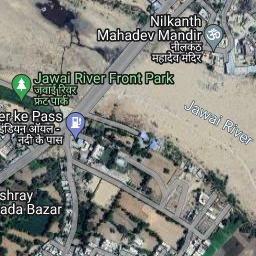 Nilkanth
Mahadev Mandir
नीलकंठ
महादेव मंदिर
Jawai River Front Park
जवाई रिवर
फ्रंट पार्क
Jawai River
er ke Pass
इंडियन ऑयल -
नदी के पास
shray
ada Bazar